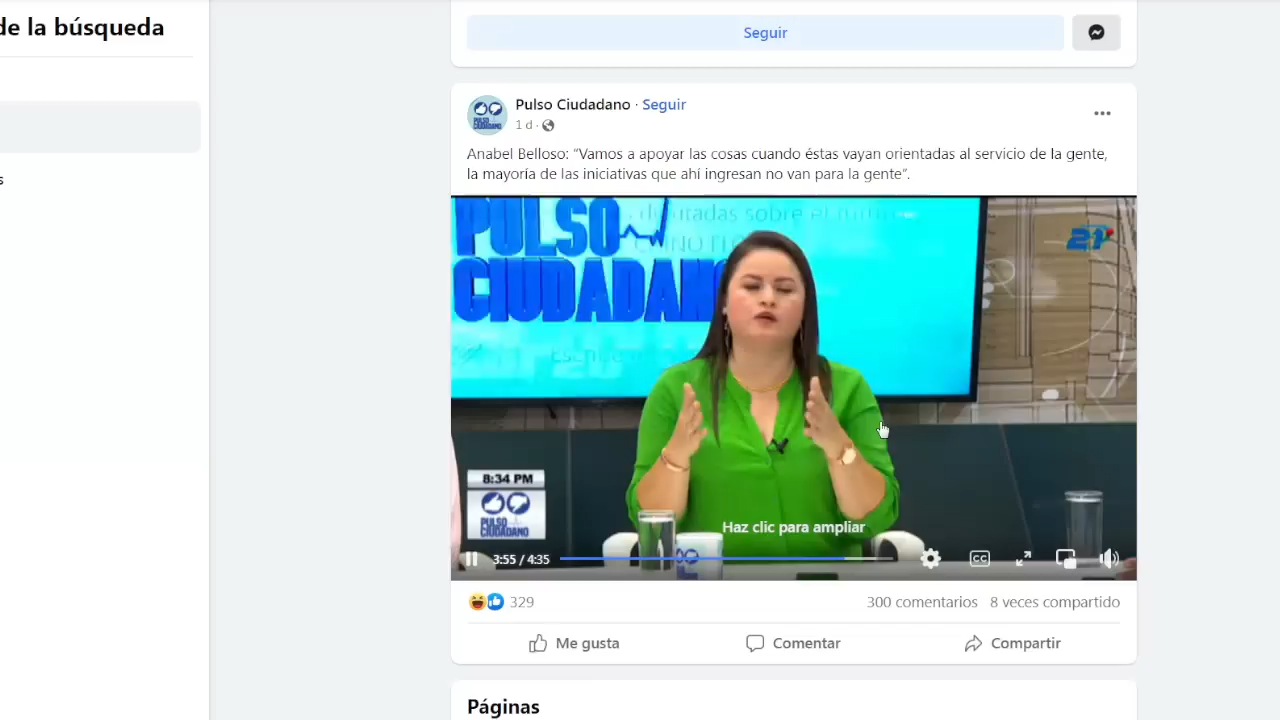 de la búsqueda
Seguir
Pulso Ciudadano · Seguir
1 d ·
Anabel Belloso: “Vamos a apoyar las cosas cuando éstas vayan orientadas al servicio de la gente,
la mayoría de las iniciativas que ahí ingresan no van para la gente”.
PULSO
CIUDADAN
21
8:34 PM
PULSO
CIUDADANO
Haz clic para ampliar
3:55 / 4:35
CC
329
300 comentarios
8 veces compartido
Me gusta
Comentar
Compartir
Páginas